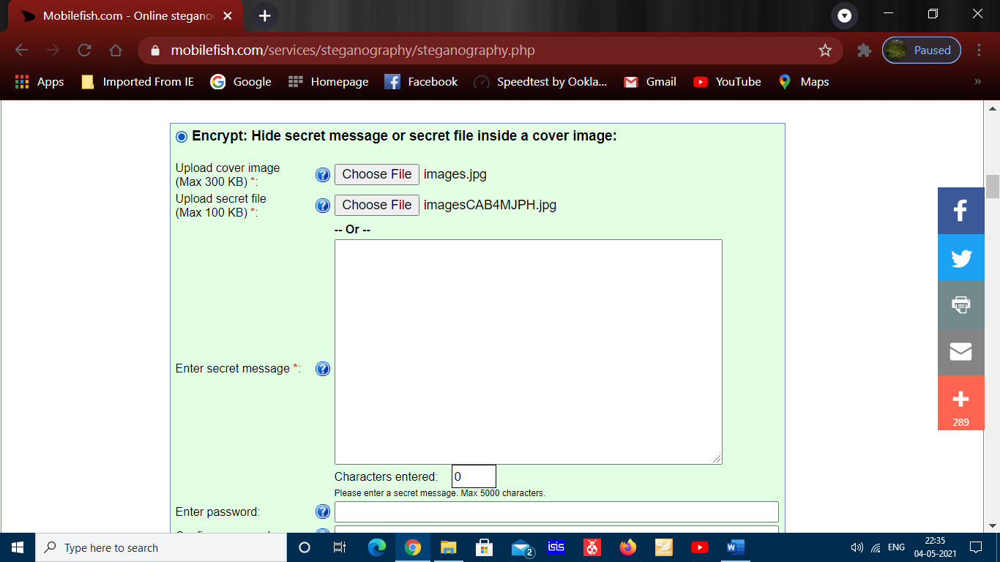 Mobilefish.com - Online stegano
mobilefish.com/services/steganography/steganography.php
Paused
Apps Imported From IE Google Homepage Facebook Speedtest by Ookla... Gmail YouTube Maps »
Encrypt: Hide secret message or secret file inside a cover image:
Upload cover image
(Max 300 KB) *:
Choose File images.jpg
Upload secret file
(Max 100 KB) *:
Choose File imagesCAB4MJPH.jpg
-- Or --
Enter secret message *:
Characters entered: 0
Please enter a secret message. Max 5000 characters.
Enter password:
289
Type here to search
2
isis
W
ENG
22:35
04-05-2021